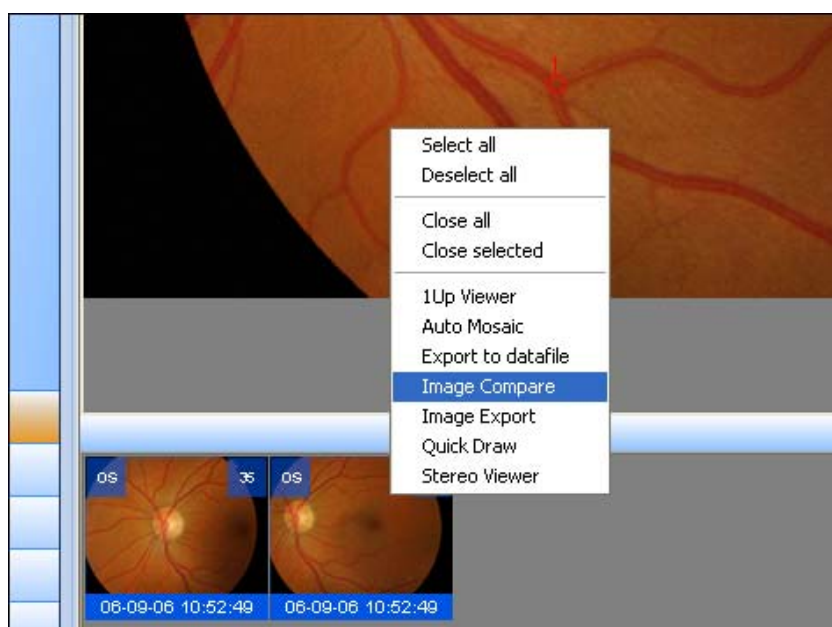 Select all
Deselect all
Close all
Close selected
1Up Viewer
Auto Mosaic
Export to datafile
Image Compare
Image Export
Quick Draw
Stereo Viewer
OS 35 OS
06-09-06 10:52:49 06-09-06 10:52:49